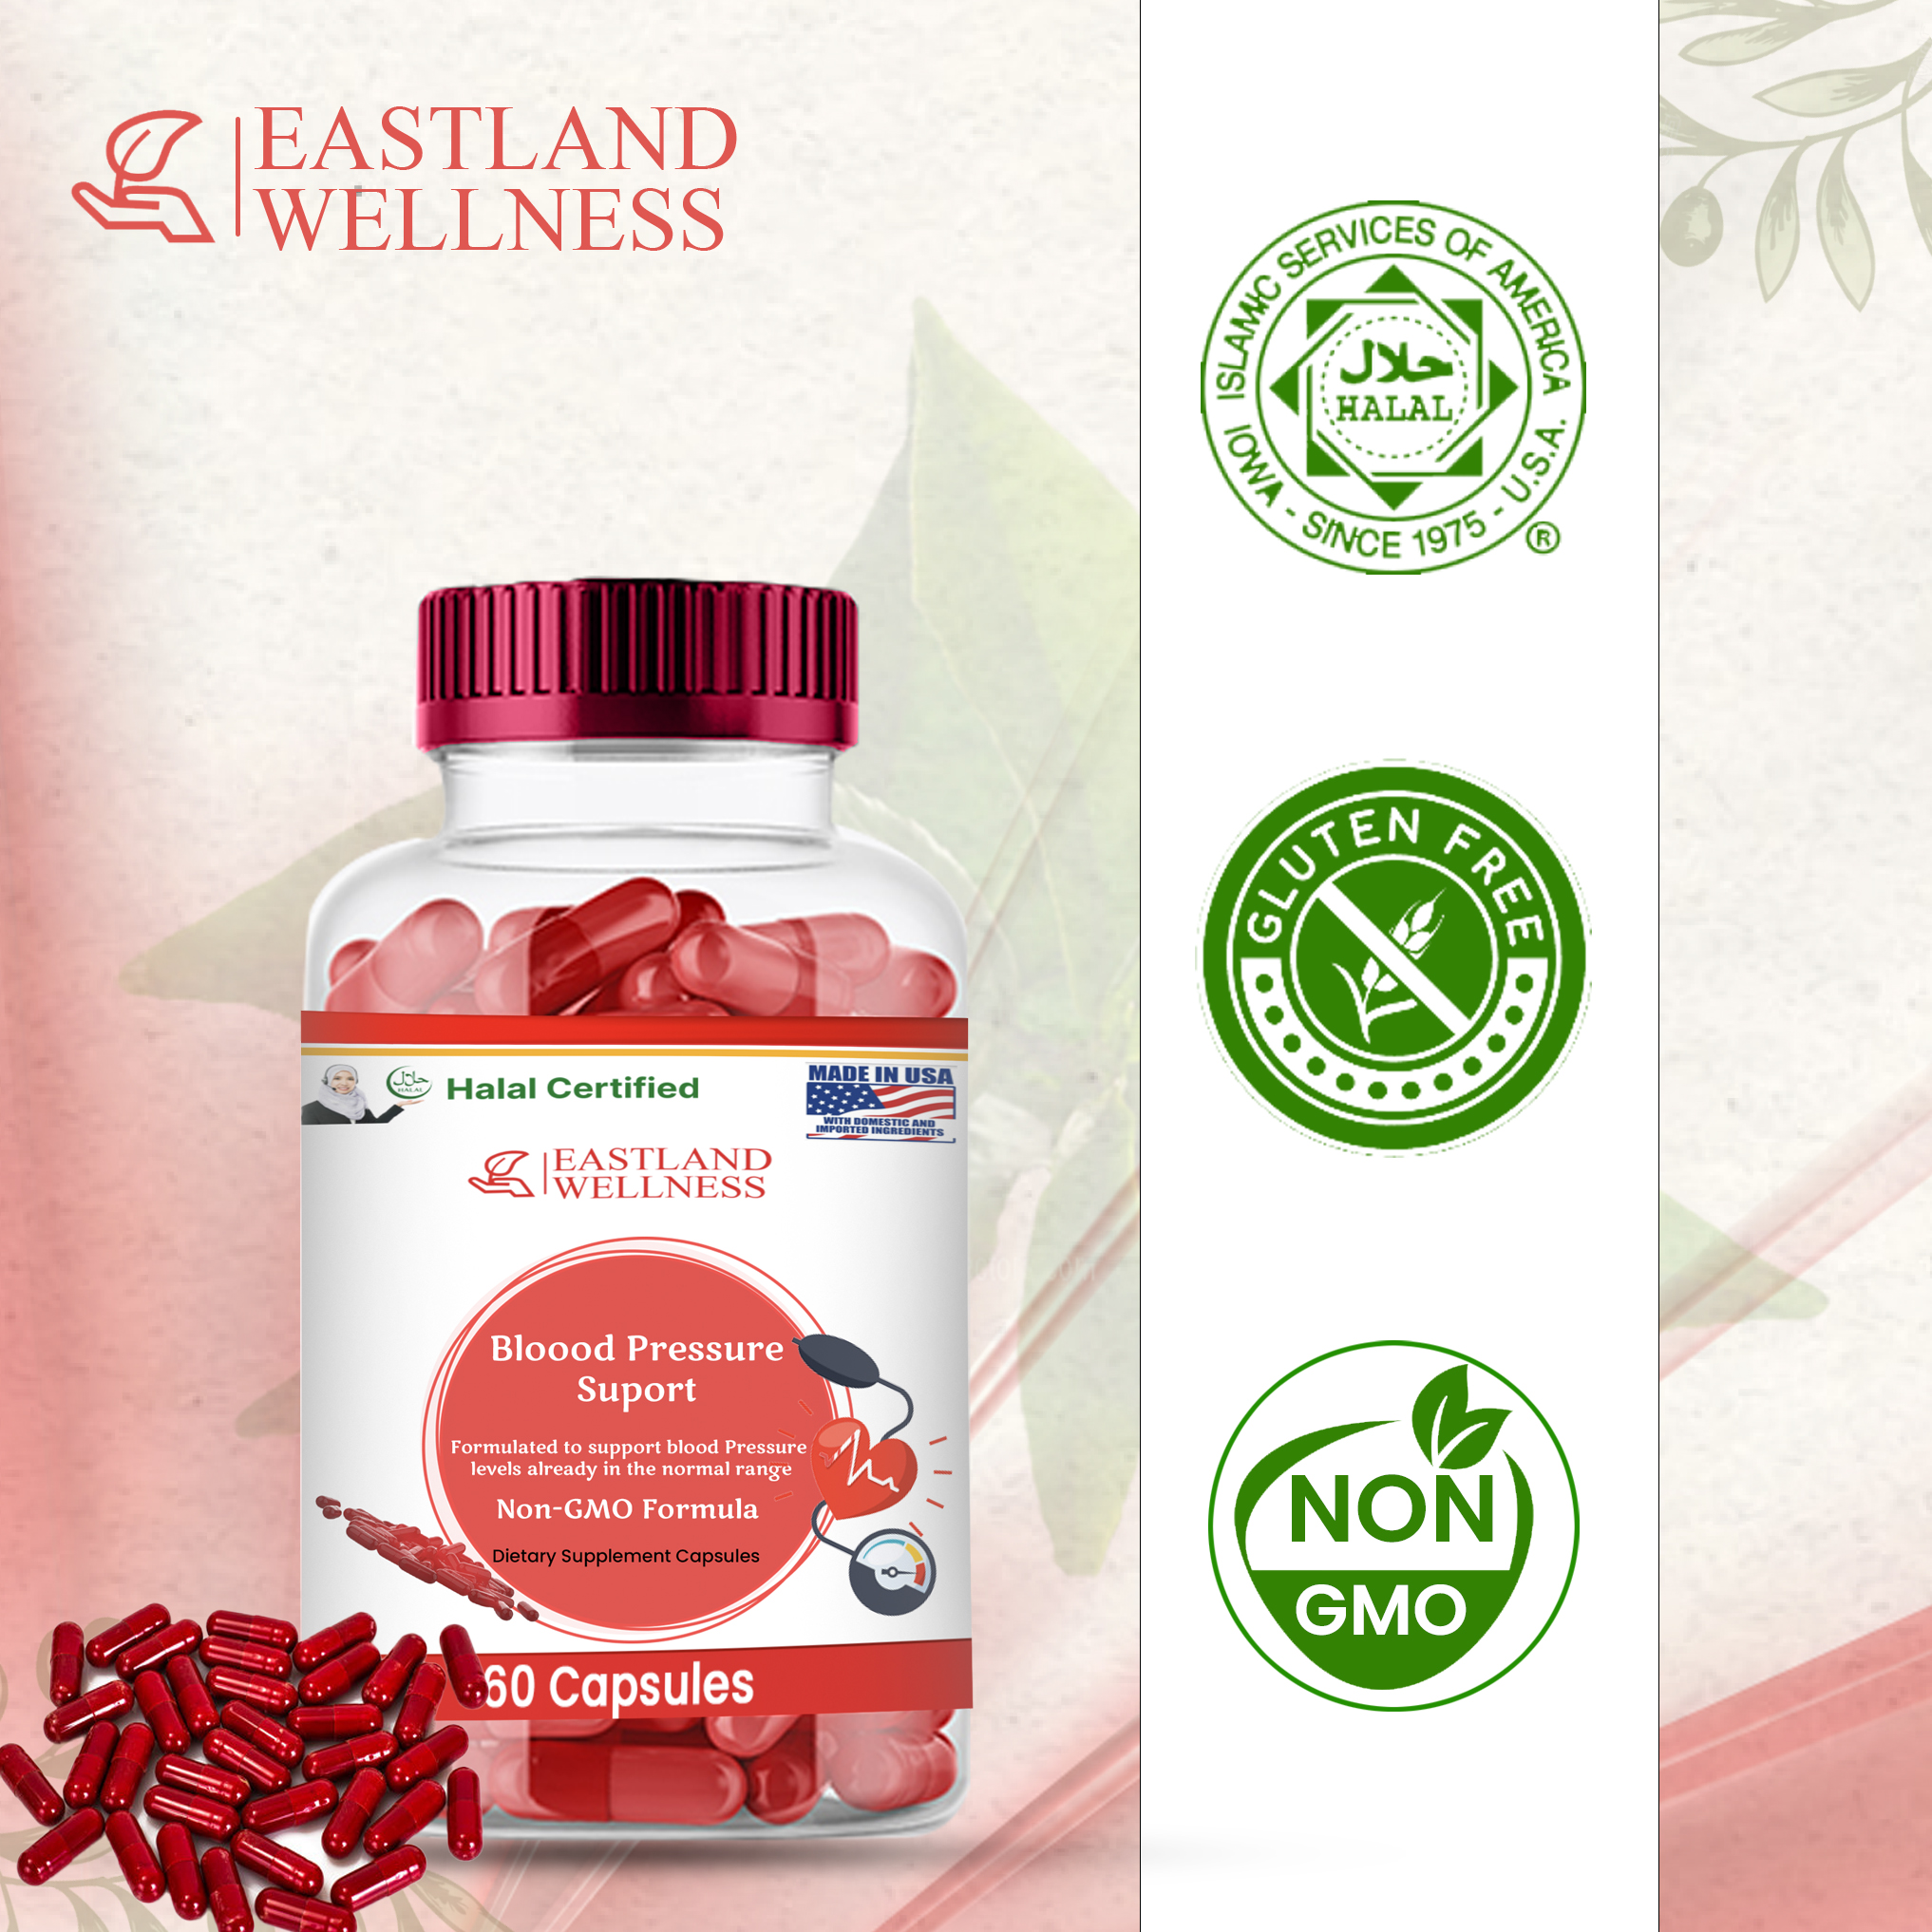 EASTLAND
WELLNESS
ISLAMIC SERVICES OF AMERICA
حلال
HALAL
IOWA - SINCE 1975 - U.S.A.
®
GLUTEN FREE
NON
GMO
حلال
HALAL
Halal Certified
MADE IN USA
WITH DOMESTIC AND
IMPORTED INGREDIENTS
EASTLAND
WELLNESS
Bloood Pressure
Suport
Formulated to support blood Pressure
levels already in the normal range
Non-GMO Formula
Dietary Supplement Capsules
60 Capsules